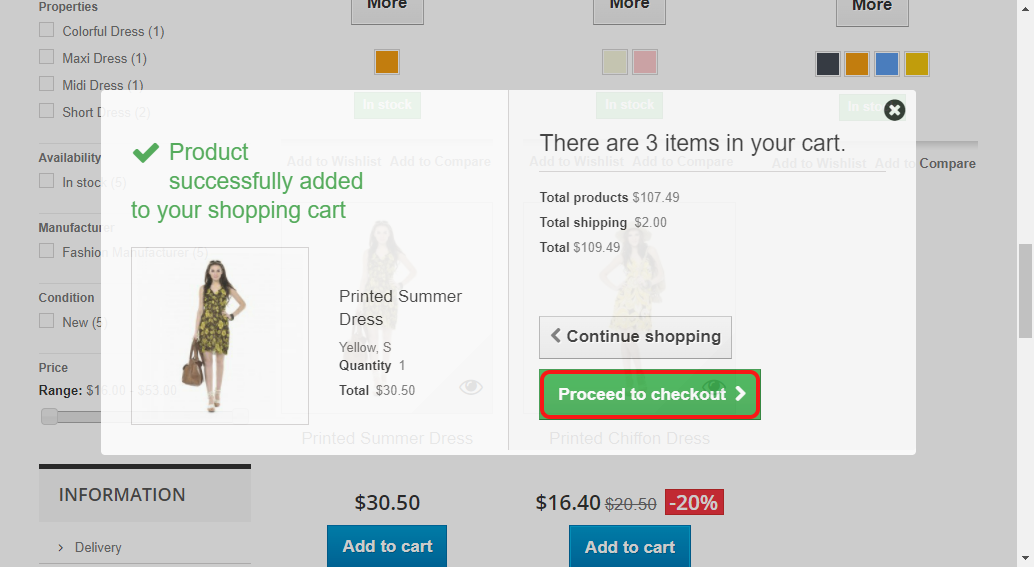 Properties
Colorful Dress (1)
Maxi Dress (1)
Midi Dress (1)
Short Dress (2)
Availability
In stock (5)
Manufacturer
Fashion Manufacturer (5)
Condition
New (5
Price
Range: $16.00 - $53.00
INFORMATION
Delivery
More
More
More
In stock
In stock
In stock
Add to Wishlist Add to Compare
Add to Wishlist Add to Compare
Add to Wishlist Add to Compare
Product
successfully added
to your shopping cart
Printed Summer
Dress
Yellow, S
Quantity 1
Total $30.50
There are 3 items in your cart.
Total products $107.49
Total shipping $2.00
Total $109.49
Continue shopping
Proceed to checkout
Printed Summer Dress
Printed Chiffon Dress
$30.50
$16.40 $20.50 -20%
Add to cart
Add to cart